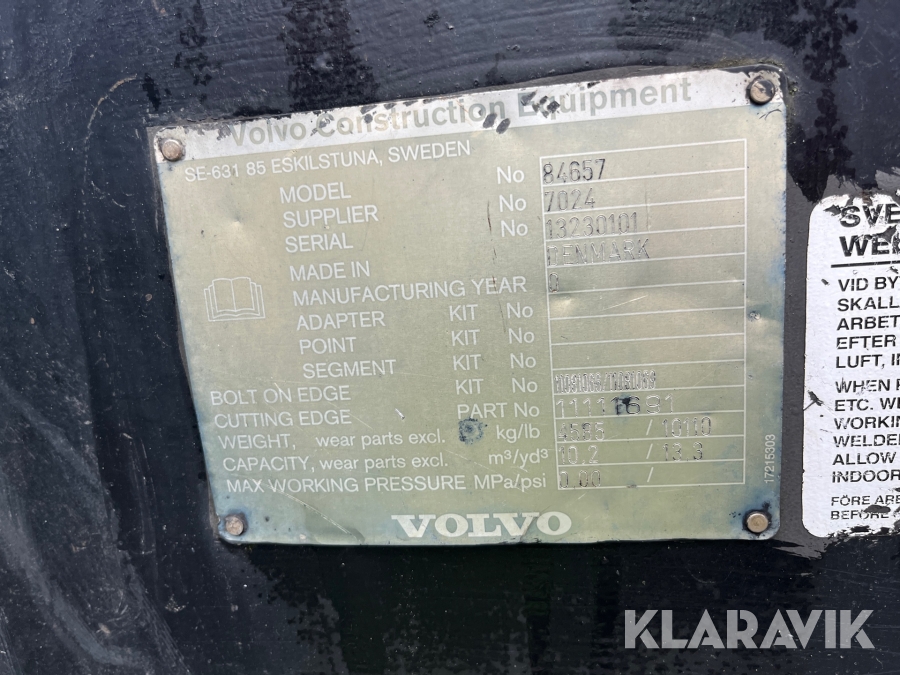 Volvo Construction Equipment
SE-631 85 ESKILSTUNA, SWEDEN
MODEL No 84657
SUPPLIER No 7024
SERIAL No 13230101
MADE IN DENMARK
MANUFACTURING YEAR 0
ADAPTER KIT No
POINT KIT No
SEGMENT KIT No
BOLT ON EDGE KIT No
CUTTING EDGE PART No 11111691
WEIGHT, wear parts excl. kg/lb
CAPACITY, wear parts excl. m³/yd³ 10.2 / 13.3
MAX WORKING PRESSURE MPa/psi 0.00 /
VOLVO
17215303
SVE
WEL
VID BY
SKALL
ARBET
EFTER
LUFT, I
WHEN
ETC. WE
WORKIN
WELDE
ALLOW
INDOOR
FÖRE ARB
BEFORE
KLARAVIK